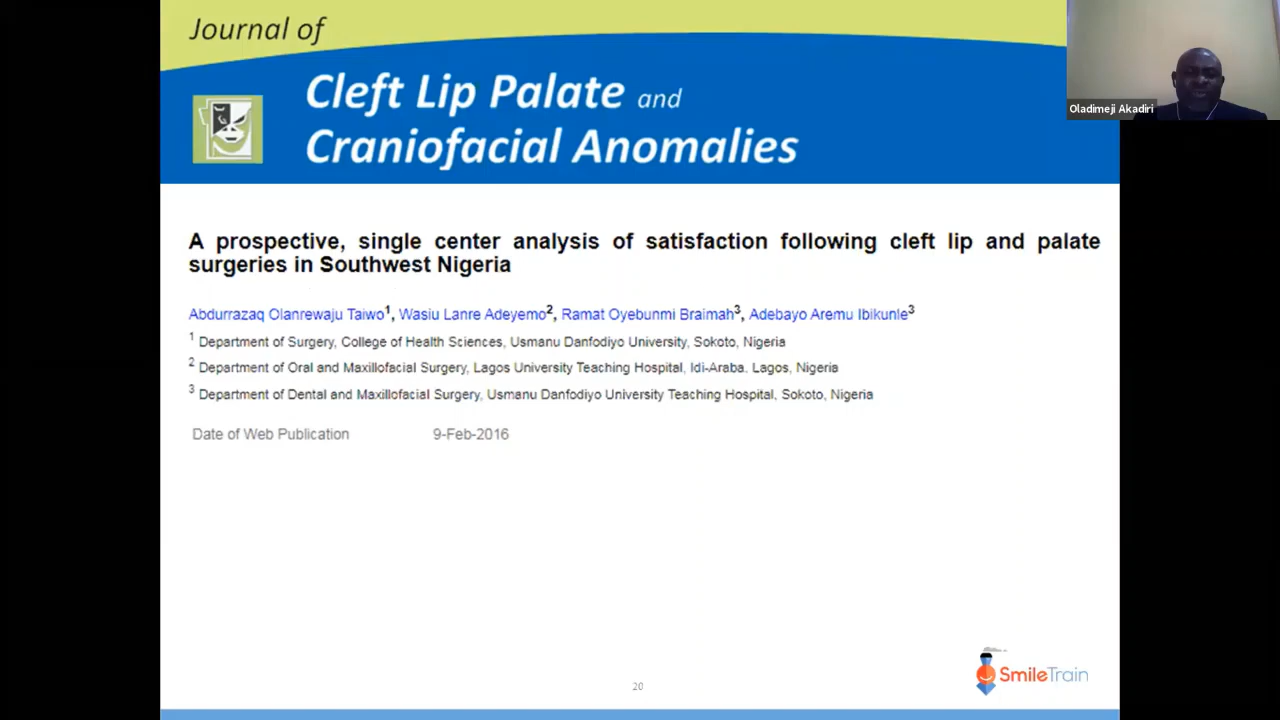 Journal of
Cleft Lip Palate and
Craniofacial Anomalies
Oladimeji Akadiri
A prospective, single center analysis of satisfaction following cleft lip and palate
surgeries in Southwest Nigeria
Abdurrazaq Olanrewaju Taiwo1, Wasiu Lanre Adeyemo2, Ramat Oyebunmi Braimah3, Adebayo Aremu Ibikunle3
1 Department of Surgery, College of Health Sciences, Usmanu Danfodiyo University, Sokoto, Nigeria
2 Department of Oral and Maxillofacial Surgery, Lagos University Teaching Hospital, Idi-Araba. Lagos, Nigeria
3 Department of Dental and Maxillofacial Surgery, Usmanu Danfodiyo University Teaching Hospital, Sokoto, Nigeria
Date of Web Publication 9-Feb-2016
20
SmileTrain